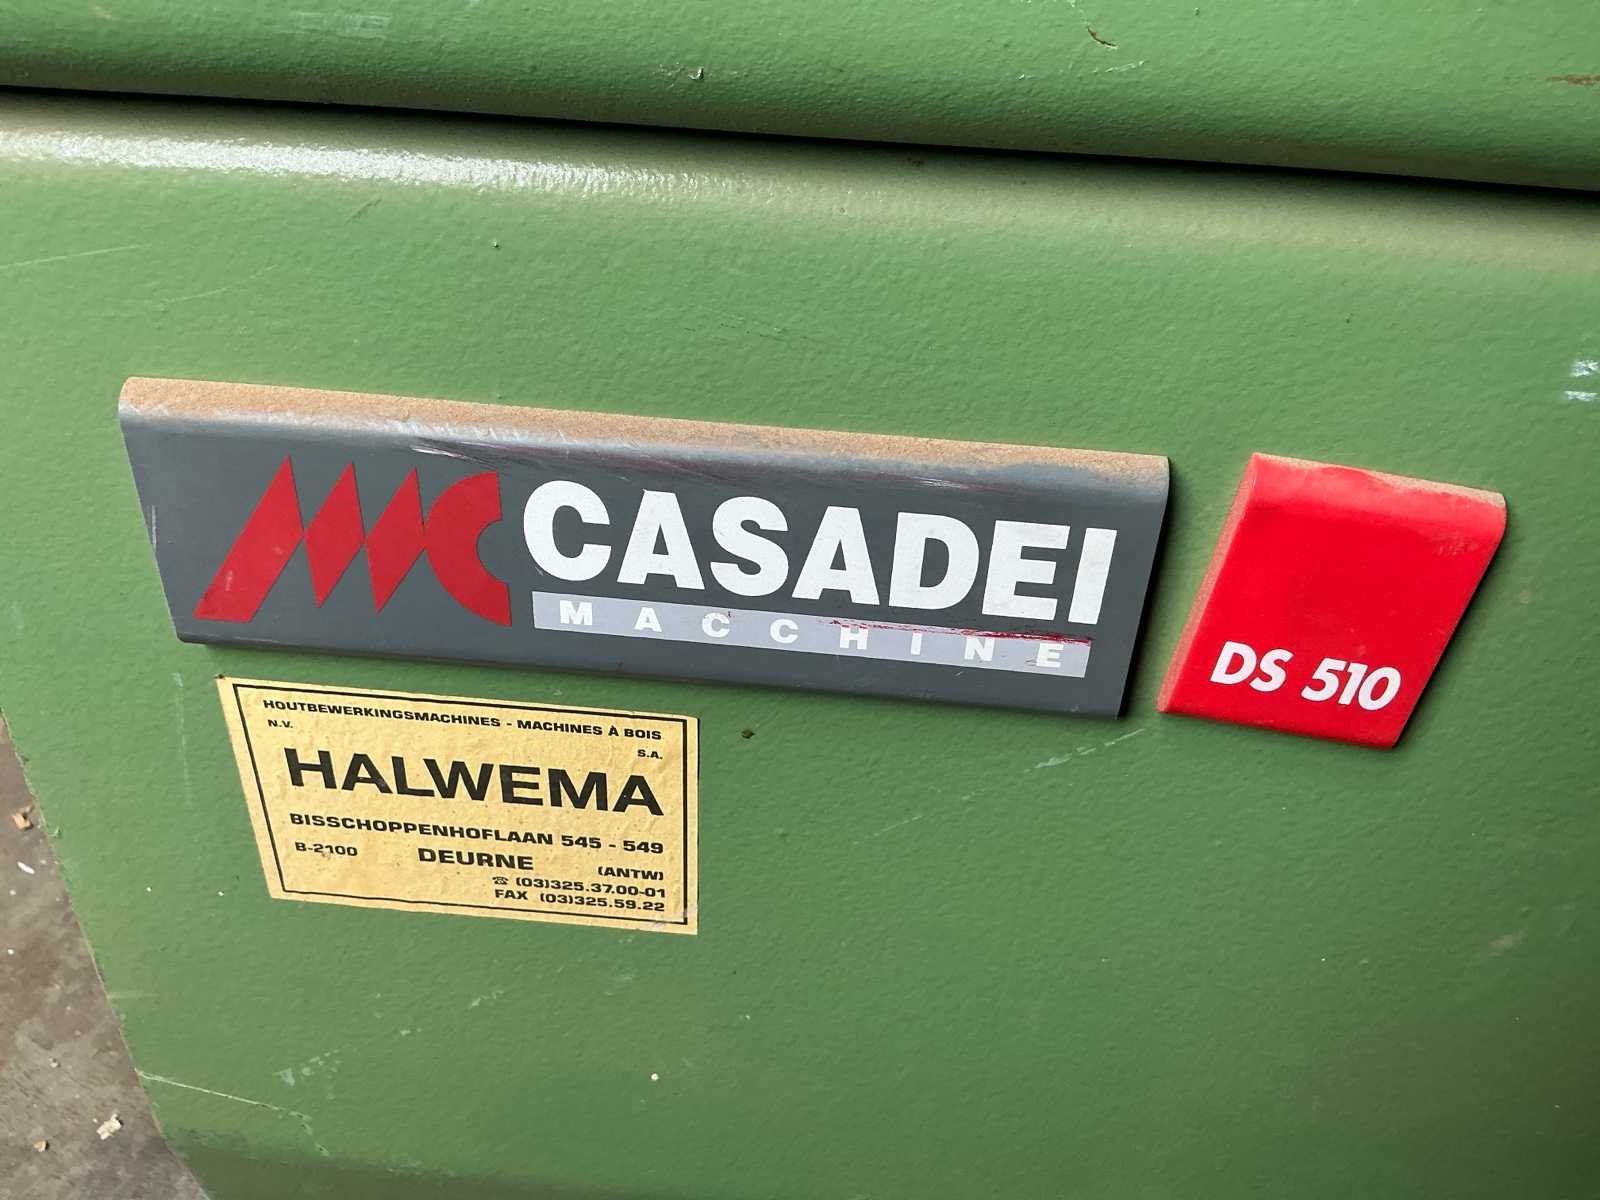 MC CASADEI
MACCHINE
DS 510
HOUTBEWERKINGSMACHINES - MACHINES À BOIS
N.V. S.A.
HALWEMA
BISSCHOPPENHOFLAAN 545 - 549
B-2100 DEURNE (ANTW)
☎ (03)325.37.00-01
FAX (03)325.59.22